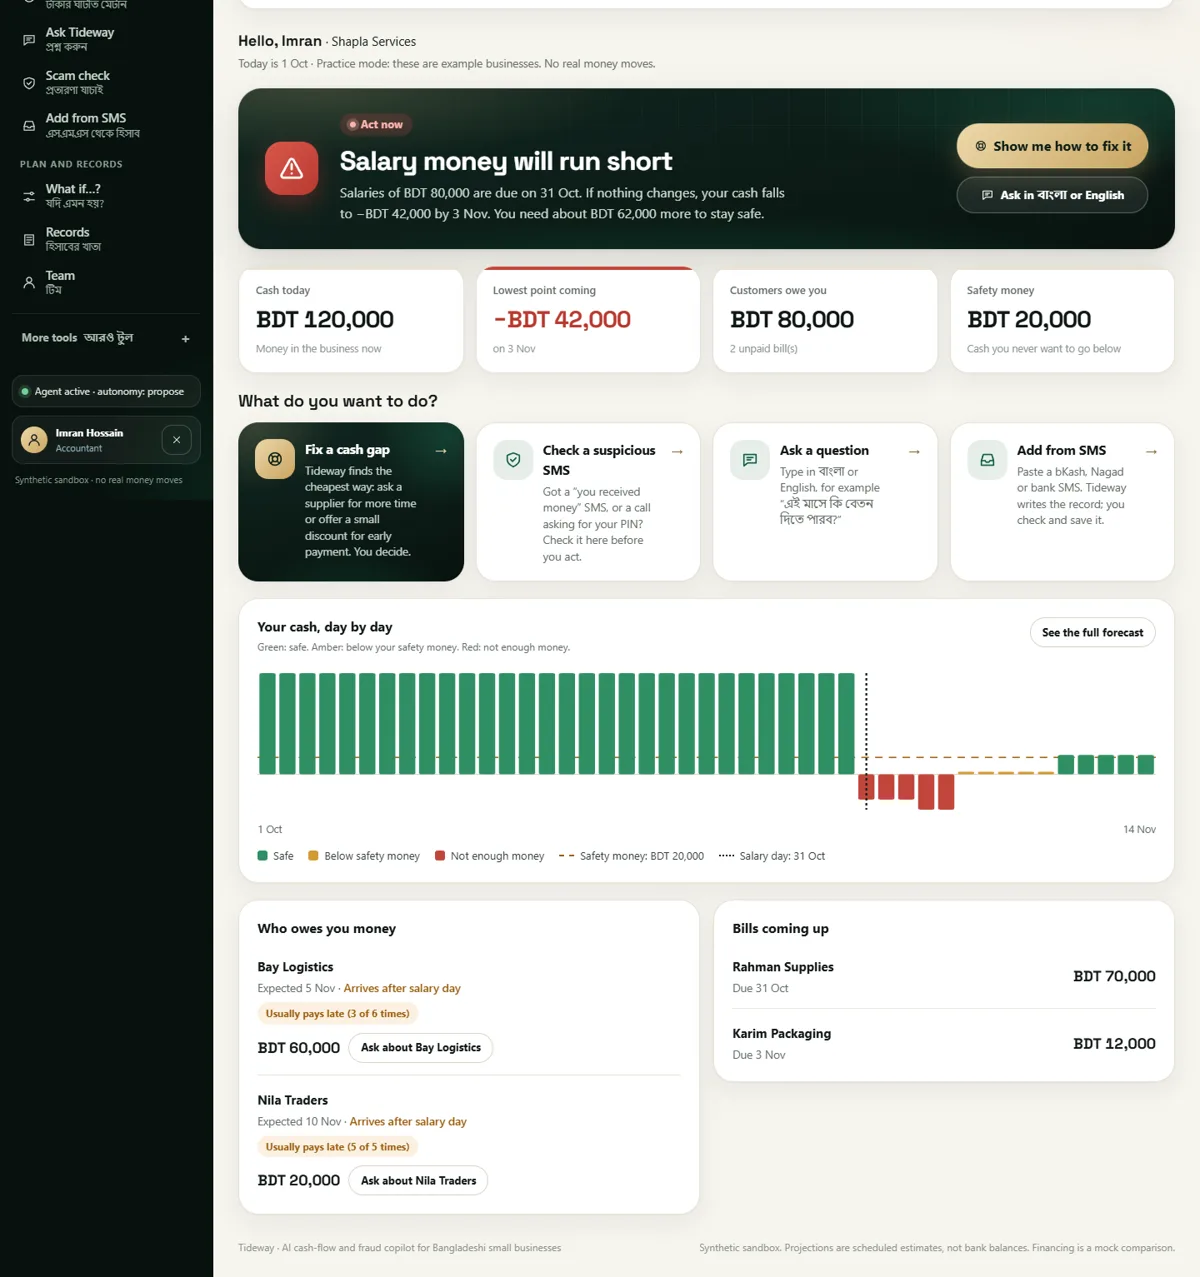 টাকার ঘাটতি মেটান
Ask Tideway
প্রশ্ন করুন
Scam check
প্রতারণা যাচাই
Add from SMS
এসএমএস থেকে হিসাব
PLAN AND RECORDS
What if...?
যদি এমন হয়?
Records
হিসাবের খাতা
Team
টিম
More tools আরও টুল +
Agent active · autonomy: propose
Imran Hossain
Accountant
Synthetic sandbox · no real money moves
Hello, Imran · Shapla Services
Today is 1 Oct · Practice mode: these are example businesses. No real money moves.
Act now
Salary money will run short
Salaries of BDT 80,000 are due on 31 Oct. If nothing changes, your cash falls
to −BDT 42,000 by 3 Nov. You need about BDT 62,000 more to stay safe.
Show me how to fix it
Ask in বাংলা or English
Cash today
BDT 120,000
Money in the business now
Lowest point coming
−BDT 42,000
on 3 Nov
Customers owe you
BDT 80,000
2 unpaid bill(s)
Safety money
BDT 20,000
Cash you never want to go below
What do you want to do?
Fix a cash gap →
Tideway finds the
cheapest way: ask a
supplier for more time
or offer a small
discount for early
payment. You decide.
Check a suspicious →
SMS
Got a “you received
money” SMS, or a call
asking for your PIN?
Check it here before
you act.
Ask a question →
Type in বাংলা or
English, for example
“এই মাসে কি বেতন
দিতে পারব?”
Add from SMS →
Paste a bKash, Nagad
or bank SMS. Tideway
writes the record; you
check and save it.
Your cash, day by day
Green: safe. Amber: below your safety money. Red: not enough money.
See the full forecast
1 Oct
14 Nov
Safe
Below safety money
Not enough money
Safety money: BDT 20,000
Salary day: 31 Oct
Who owes you money
Bay Logistics
Expected 5 Nov · Arrives after salary day
Usually pays late (3 of 6 times)
BDT 60,000 Ask about Bay Logistics
Nila Traders
Expected 10 Nov · Arrives after salary day
Usually pays late (5 of 5 times)
BDT 20,000 Ask about Nila Traders
Bills coming up
Rahman Supplies
Due 31 Oct
BDT 70,000
Karim Packaging
Due 3 Nov
BDT 12,000
Tideway · AI cash-flow and fraud copilot for Bangladeshi small businesses
Synthetic sandbox. Projections are scheduled estimates, not bank balances. Financing is a mock comparison.